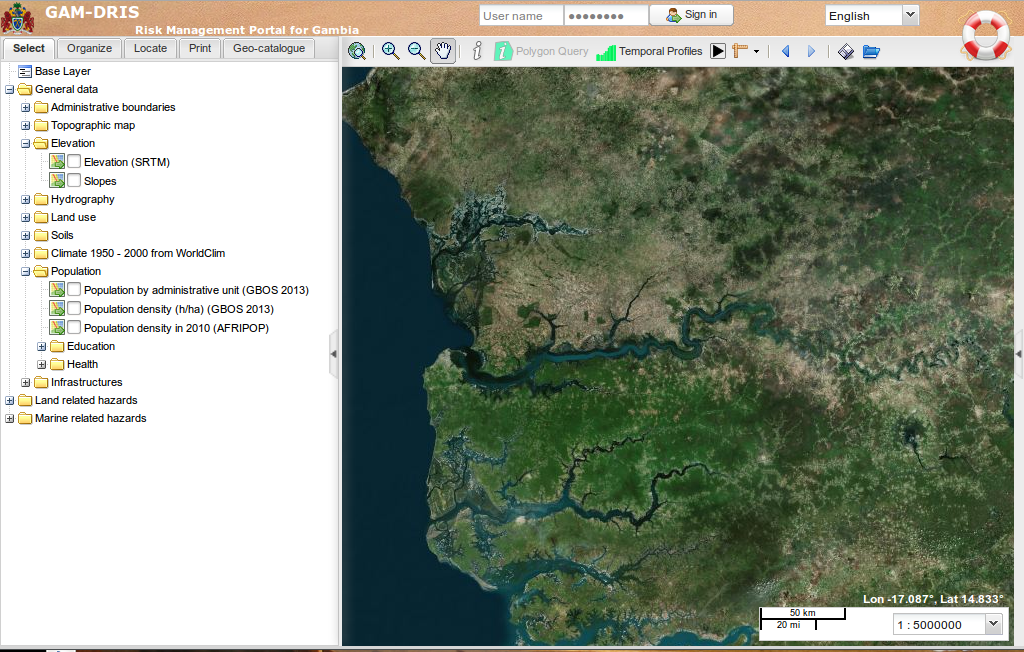 GAM-DRIS
Risk Management Portal for Gambia
User name
Sign in
English
Select
Organize
Locate
Print
Geo-catalogue
Polygon Query
Temporal Profiles
Base Layer
General data
Administrative boundaries
Topographic map
Elevation
Elevation (SRTM)
Slopes
Hydrography
Land use
Soils
Climate 1950 - 2000 from WorldClim
Population
Population by administrative unit (GBOS 2013)
Population density (h/ha) (GBOS 2013)
Population density in 2010 (AFRIPOP)
Education
Health
Infrastructures
Land related hazards
Marine related hazards
Lon -17.087°, Lat 14.833°
50 km
20 mi
1 : 5000000